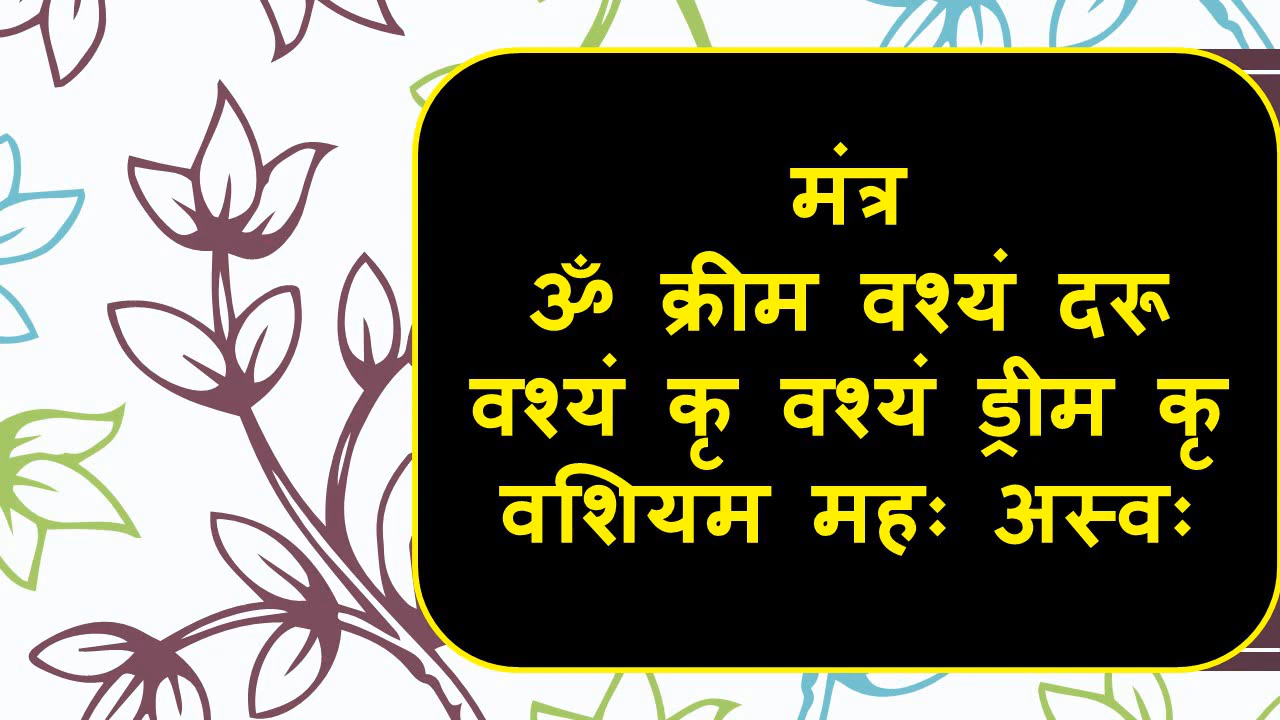 मंत्र
ॐ क्रीम वश्यं दरू
वश्यं कृ वश्यं ड्रीम कृ
वशियम महः अस्वः